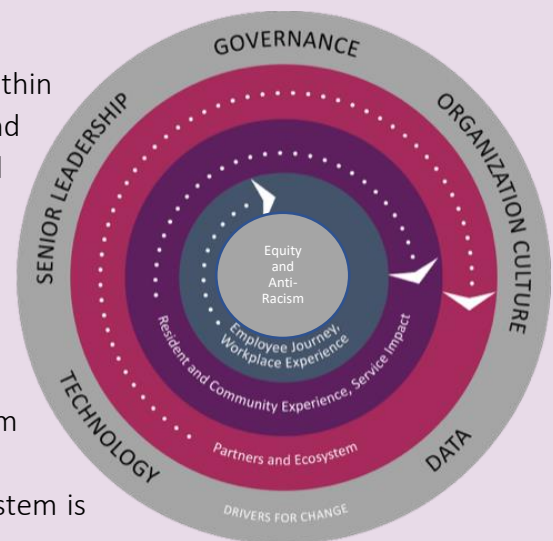 thin
nd
m
stem is
GOVERNANCE
SENIOR LEADERSHIP
ORGANIZATION CULTURE
TECHNOLOGY
DATA
DRIVERS FOR CHANGE
Equity
and
Anti-
Racism
Employee Journey,
Workplace Experience
Resident and Community Experience, Service Impact
Partners and Ecosystem